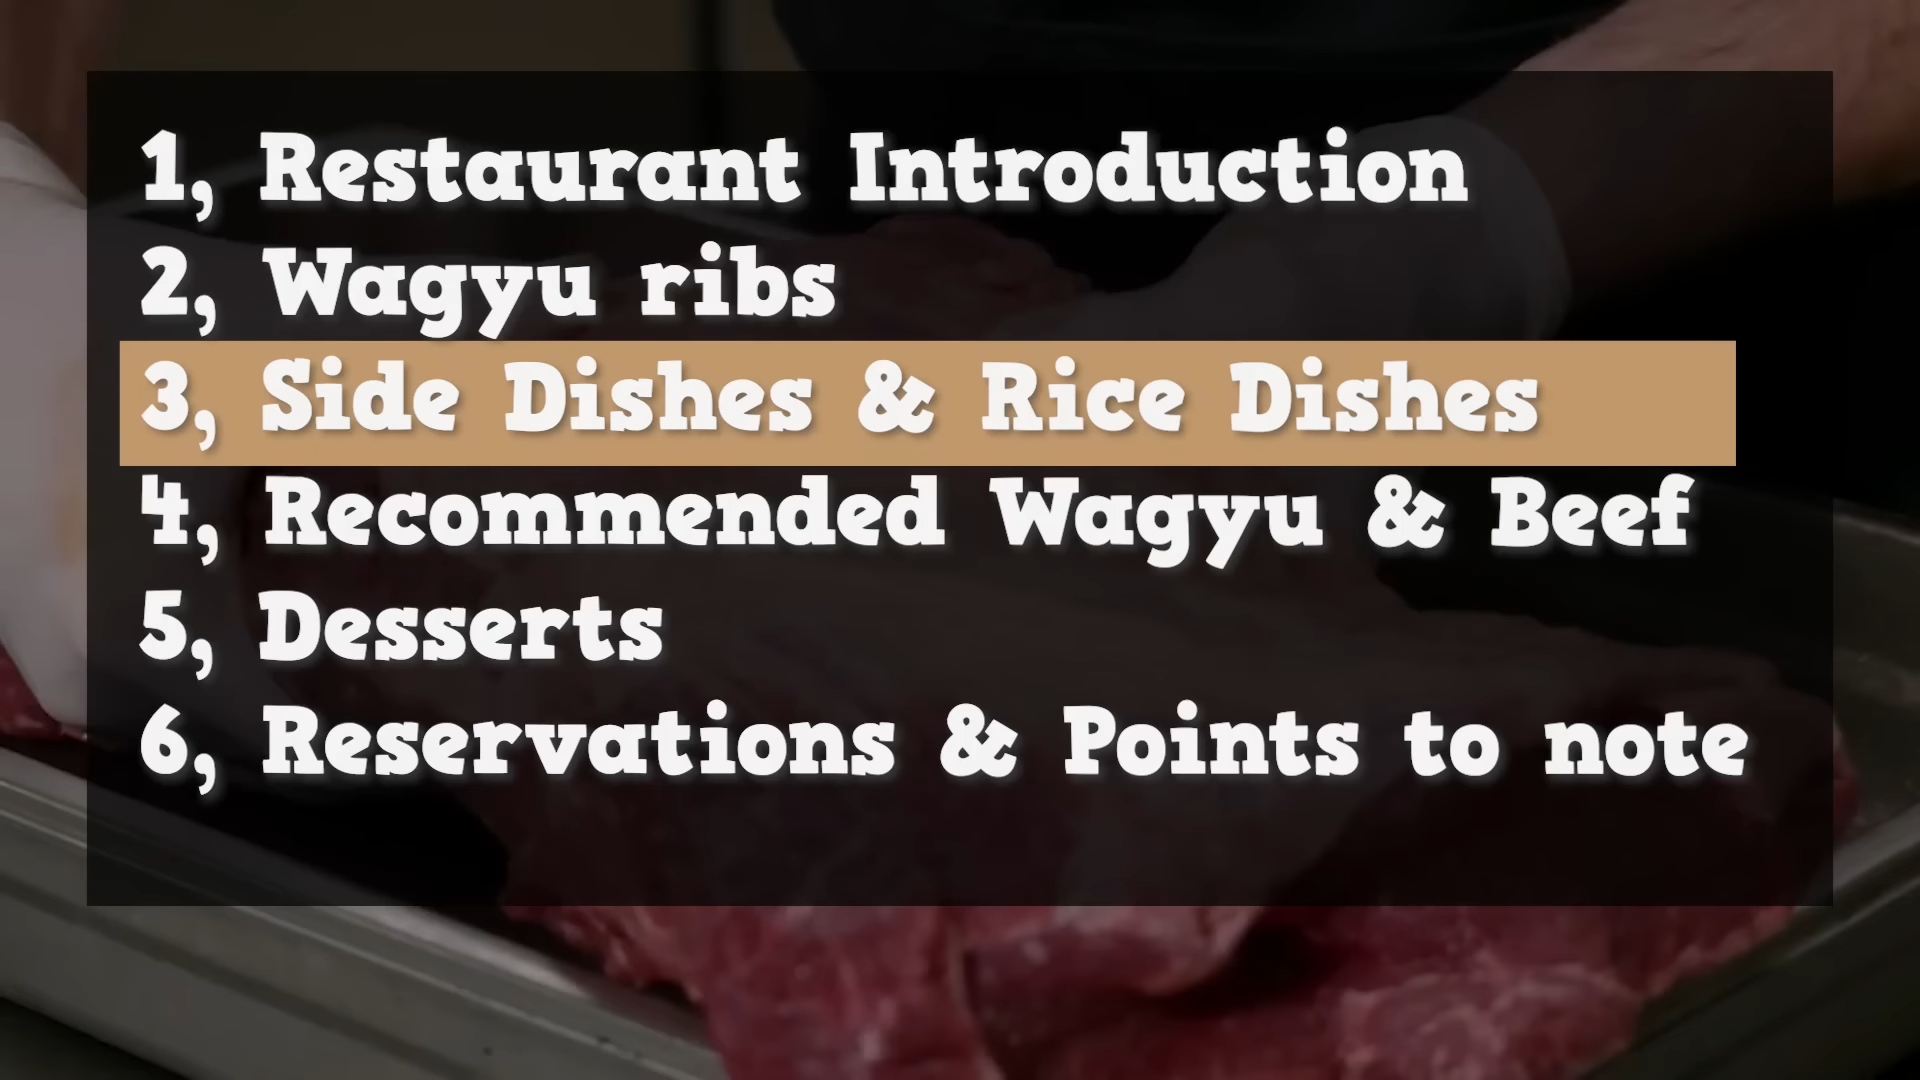 1, Restaurant Introduction
2, Wagyu ribs
3, Side Dishes & Rice Dishes
4, Recommended Wagyu & Beef
5, Desserts
6, Reservations & Points to note